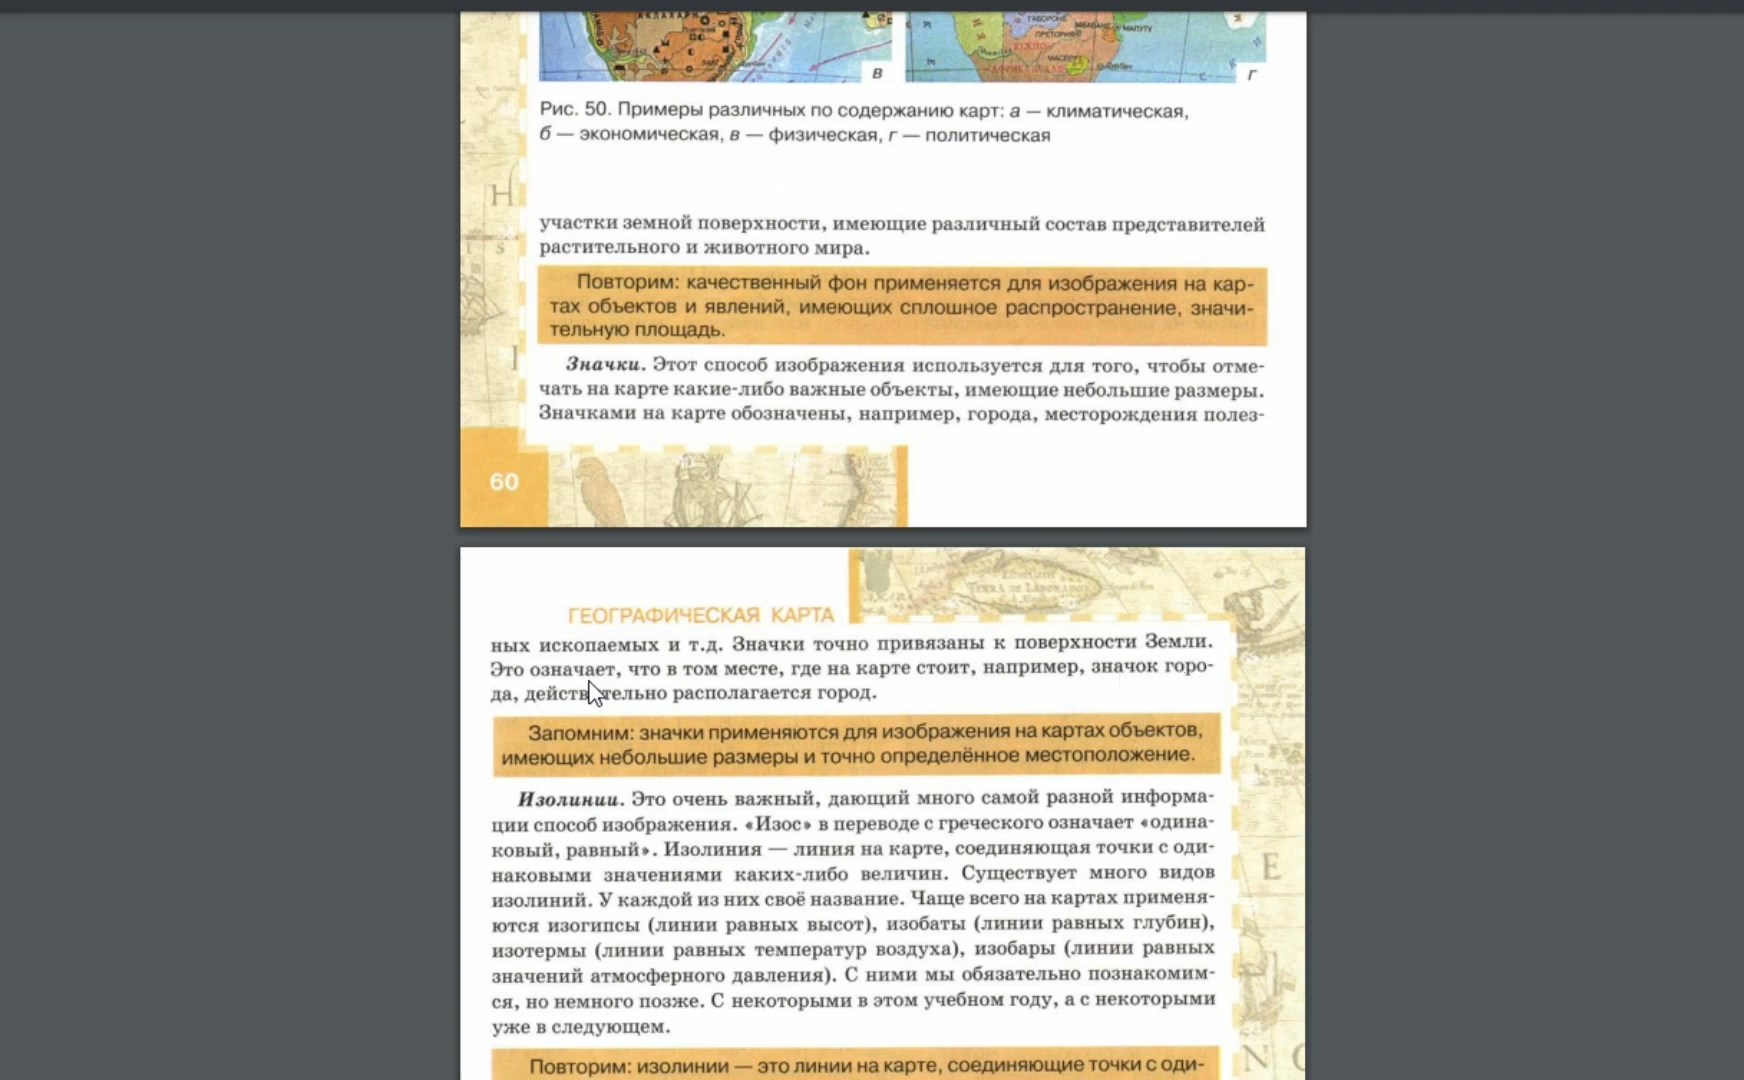 КАЛАХАРИ
ГАБОРОНЕ
МБАБАНЕ
МАПУТУ
ПРЕТОРИЯ
МАСЕРУ
Дурбан
в
г
Рис. 50. Примеры различных по содержанию карт: а — климатическая,
б — экономическая, в — физическая, г — политическая
участки земной поверхности, имеющие различный состав представителей
растительного и животного мира.
Повторим: качественный фон применяется для изображения на кар-
тах объектов и явлений, имеющих сплошное распространение, значи-
тельную площадь.
Значки. Этот способ изображения используется для того, чтобы отме-
чать на карте какие-либо важные объекты, имеющие небольшие размеры.
Значками на карте обозначены, например, города, месторождения полез-
60
ГЕОГРАФИЧЕСКАЯ КАРТА
ных ископаемых и т.д. Значки точно привязаны к поверхности Земли.
Это означает, что в том месте, где на карте стоит, например, значок горо-
да, действительно располагается город.
Запомним: значки применяются для изображения на картах объектов,
имеющих небольшие размеры и точно определённое местоположение.
Изолинии. Это очень важный, дающий много самой разной информа-
ции способ изображения. «Изос» в переводе с греческого означает «одина-
ковый, равный». Изолиния — линия на карте, соединяющая точки с оди-
наковыми значениями каких-либо величин. Существует много видов
изолиний. У каждой из них своё название. Чаще всего на картах применя-
ются изогипсы (линии равных высот), изобаты (линии равных глубин),
изотермы (линии равных температур воздуха), изобары (линии равных
значений атмосферного давления). С ними мы обязательно познакомим-
ся, но немного позже. С некоторыми в этом учебном году, а с некоторыми
уже в следующем.
Повторим: изолинии — это линии на карте, соединяющие точки с оди-